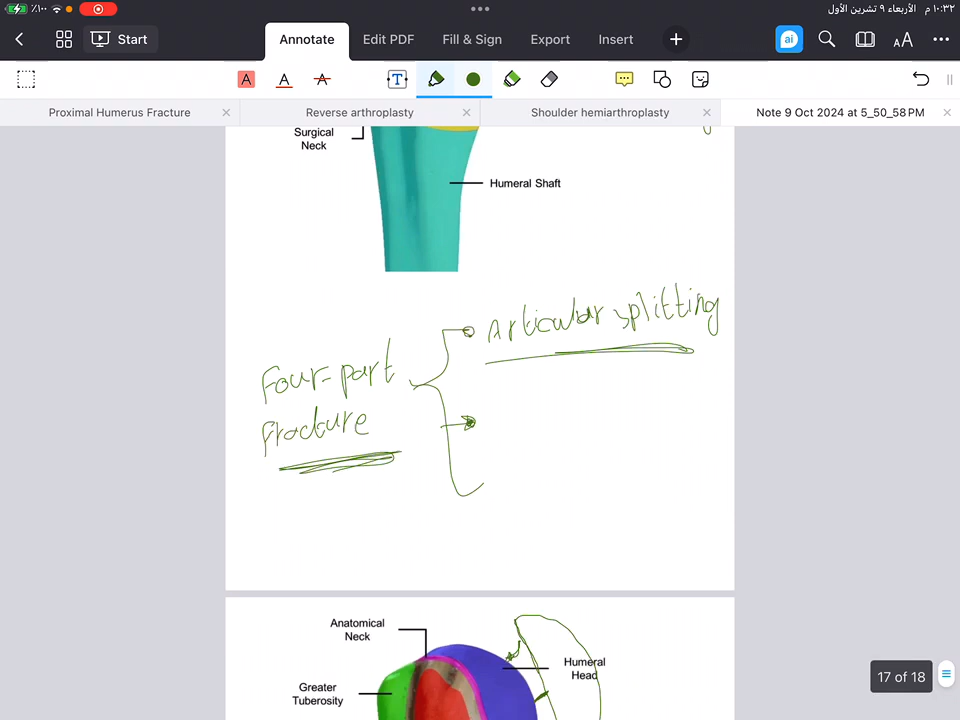 ٪١٠٠
١٠:٣٢ م الأربعاء ٩ تشرين الأول
Start
Annotate
Edit PDF
Fill & Sign
Export
Insert
ai
Proximal Humerus Fracture
Reverse arthroplasty
Shoulder hemiarthroplasty
Note 9 Oct 2024 at 5_50_58 PM
Surgical
Neck
Humeral Shaft
Articular splitting
Four-part
fracture
Anatomical
Neck
Humeral
Head
Greater
Tuberosity
17 of 18